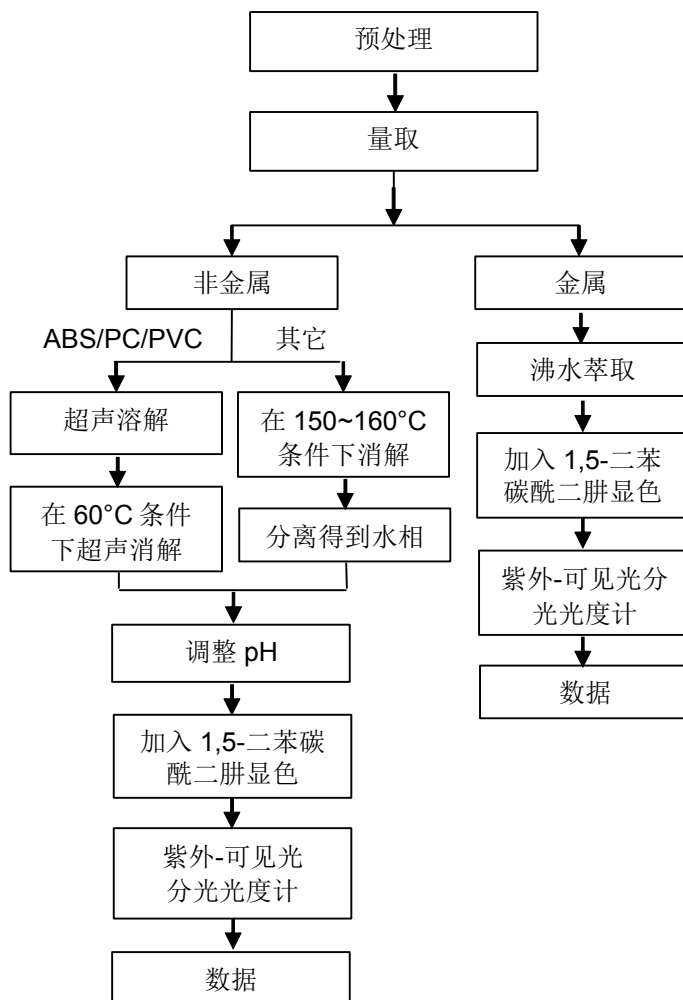 预处理
量取
非金属
金属
ABS/PC/PVC
其它
沸水萃取
超声溶解
在 150~160°C
条件下消解
加入 1,5-二苯
碳酰二肼显色
在 60°C 条件
下超声消解
分离得到水相
紫外-可见光分
光光度计
调整 pH
数据
加入 1,5-二苯碳
酰二肼显色
紫外-可见光
分光光度计
数据